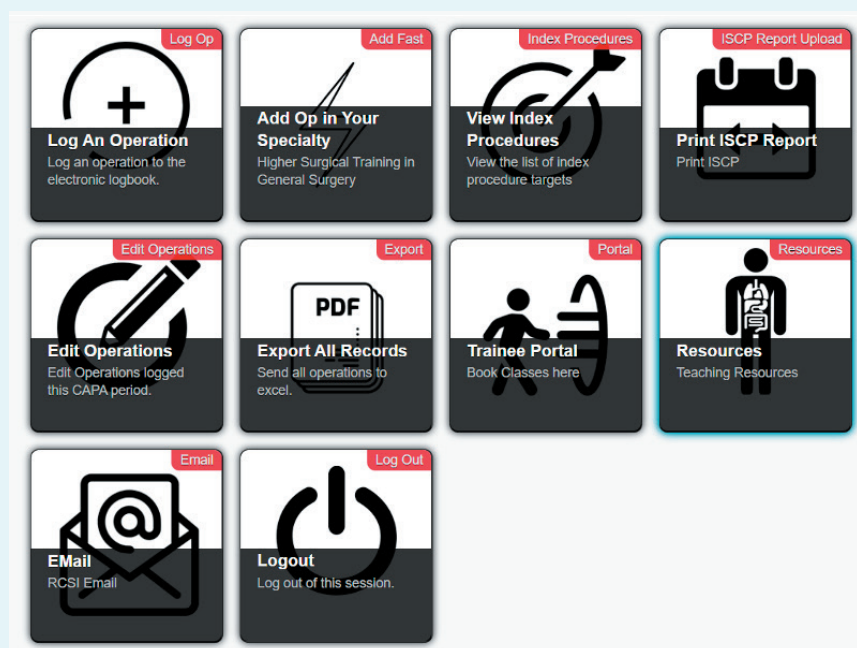 Log Op
Log An Operation
Log an operation to the
electronic logbook.
Add Fast
Add Op in Your
Specialty
Higher Surgical Training in
General Surgery
Index Procedures
View Index
Procedures
View the list of index
procedure targets
ISCP Report Upload
Print ISCP Report
Print ISCP
Edit Operations
Edit Operations
Edit Operations logged
this CAPA period.
Export
PDF
Export All Records
Send all operations to
excel.
Portal
Trainee Portal
Book Classes here
Resources
Resources
Teaching Resources
Email
EMail
RCSI Email
Log Out
Logout
Log out of this session.